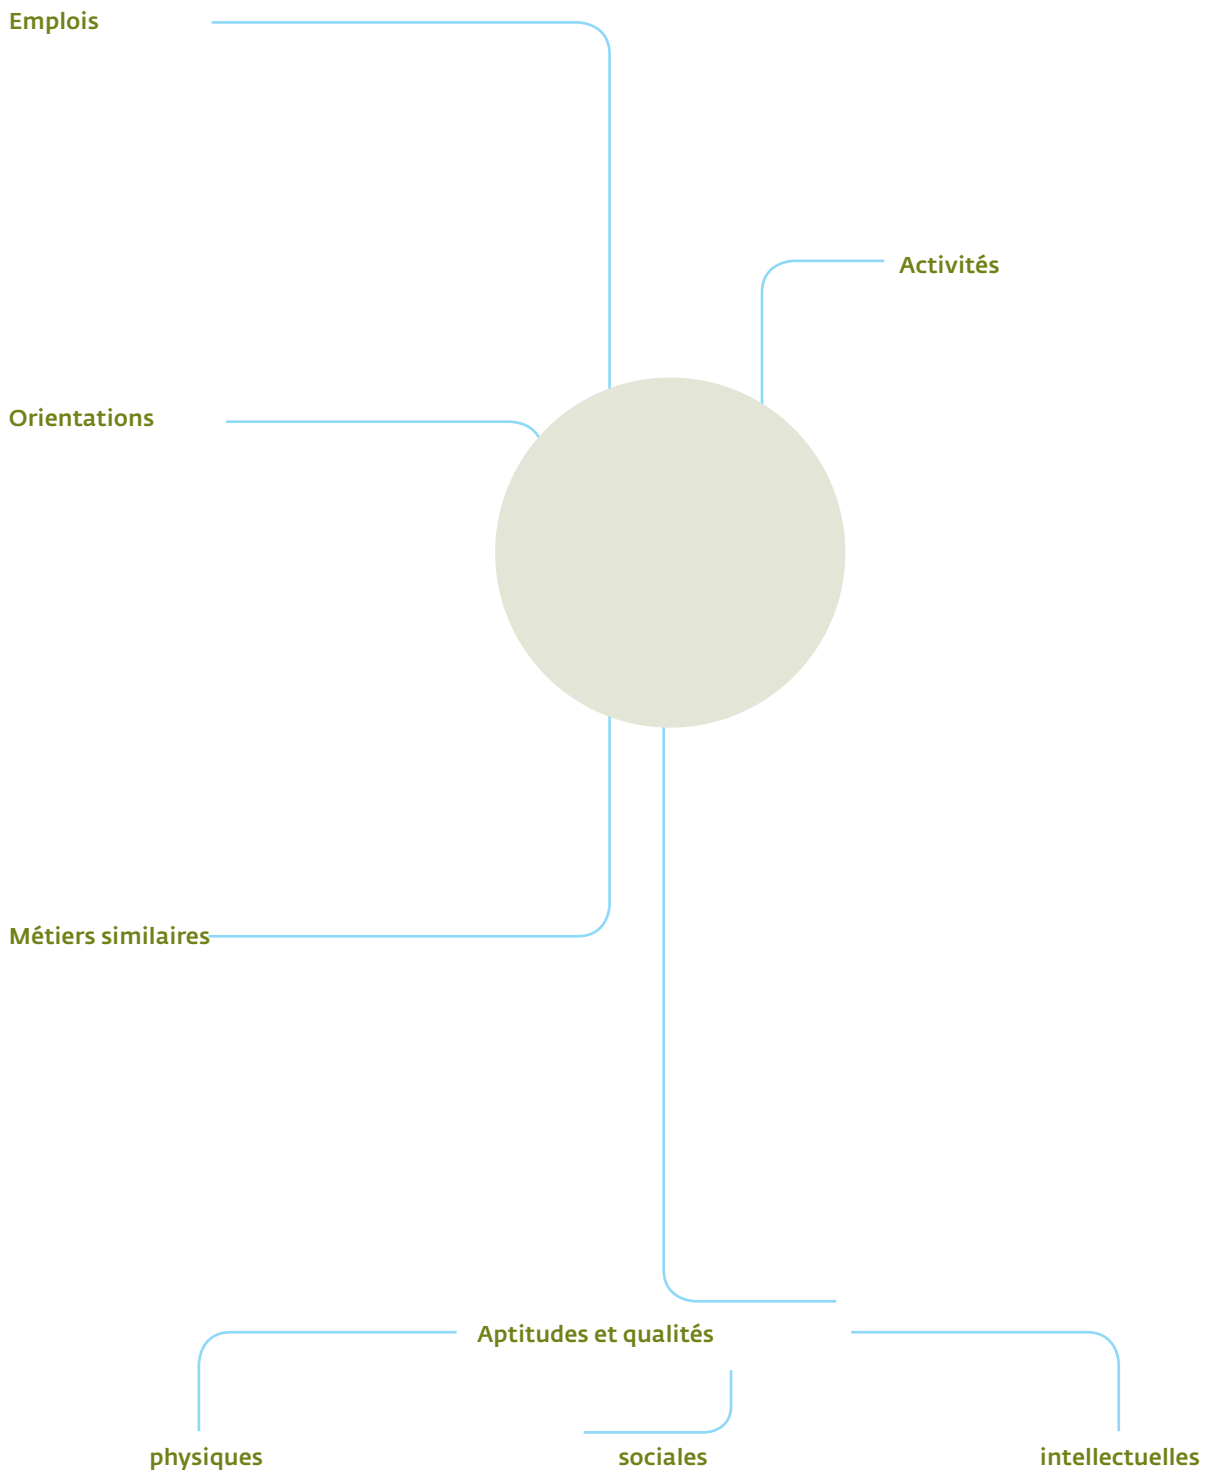 Emplois
Activités
Orientations
Métiers similaires
Aptitudes et qualités
physiques
sociales
intellectuelles